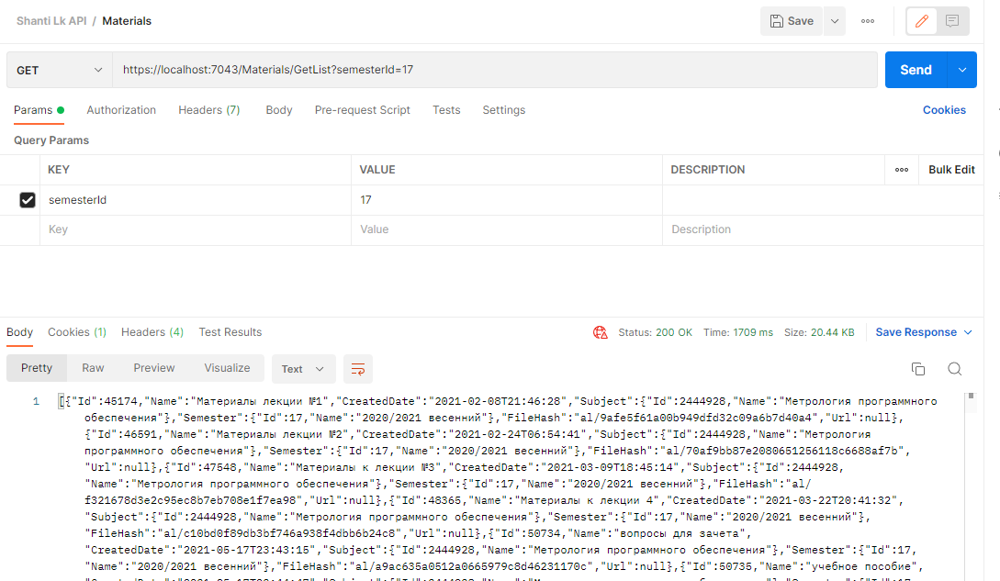 Shanti Lk API / Materials
Save
GET
https://localhost:7043/Materials/GetList?semesterId=17
Send
Params Authorization Headers (7) Body Pre-request Script Tests Settings Cookies
Query Params
KEY VALUE DESCRIPTION Bulk Edit
semesterId 17
Key Value Description
Body Cookies (1) Headers (4) Test Results Status: 200 OK Time: 1709 ms Size: 20.44 KB Save Response
Pretty Raw Preview Visualize Text
1 [{"Id":45174,"Name":"Материалы лекции №1","CreatedDate":"2021-02-08T21:46:28","Subject":{"Id":2444928,"Name":"Метрология программного
обеспечения"},"Semester":{"Id":17,"Name":"2020/2021 весенний"},"FileHash":"al/9afe5f61a00b949dfd32c09a6b7d40a4","Url":null},
{"Id":46591,"Name":"Материалы лекции №2","CreatedDate":"2021-02-24T06:54:41","Subject":{"Id":2444928,"Name":"Метрология
программного обеспечения"},"Semester":{"Id":17,"Name":"2020/2021 весенний"},"FileHash":"al/70af9bb87e2080651256118c6688af7b",
"Url":null},{"Id":47548,"Name":"Материалы к лекции №3","CreatedDate":"2021-03-09T18:45:14","Subject":{"Id":2444928,
"Name":"Метрология программного обеспечения"},"Semester":{"Id":17,"Name":"2020/2021 весенний"},"FileHash":"al/
f321678d3e2c95ec8b7eb708e1f7ea98","Url":null},{"Id":48365,"Name":"Материалы к лекции 4","CreatedDate":"2021-03-22T20:41:32",
"Subject":{"Id":2444928,"Name":"Метрология программного обеспечения"},"Semester":{"Id":17,"Name":"2020/2021 весенний"},
"FileHash":"al/c10bd0f89db3bf746a938f4dbb6b24c8","Url":null},{"Id":50734,"Name":"вопросы для зачета",
"CreatedDate":"2021-05-17T23:43:15","Subject":{"Id":2444928,"Name":"Метрология программного обеспечения"},"Semester":{"Id":17,
"Name":"2020/2021 весенний"},"FileHash":"al/a9ac635a0512a0665979c8d46231170c","Url":null},{"Id":50735,"Name":"учебное пособие",